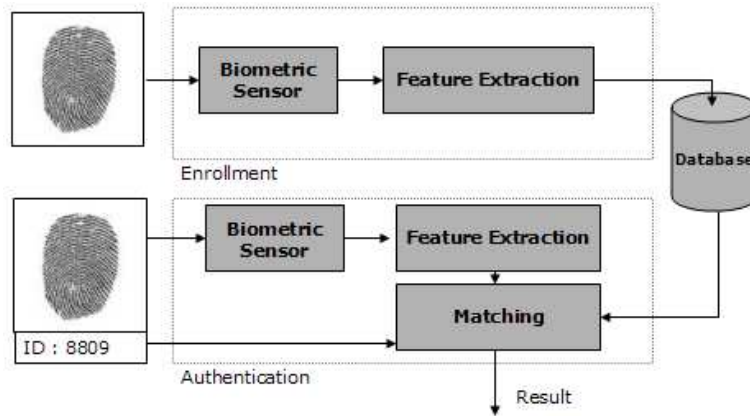 Biometric
Sensor
Feature Extraction
Database
Enrollment
Biometric
Sensor
Feature Extraction
Matching
ID : 8809
Authentication
Result